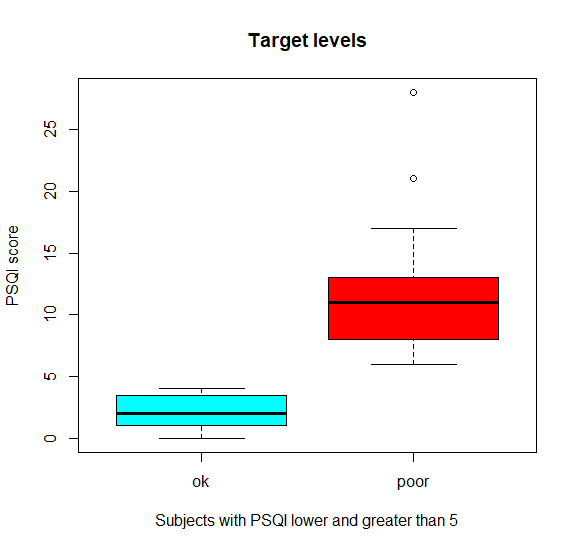 Target levels
PSQI score
25
20
15
10
5
0
ok
poor
Subjects with PSQI lower and greater than 5